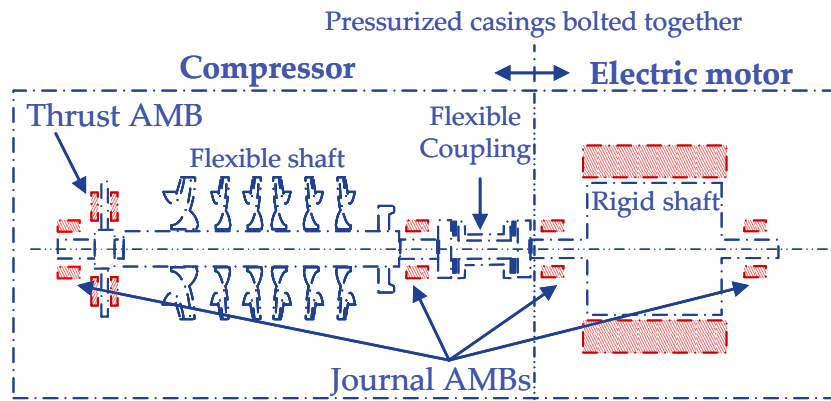 Pressurized casings bolted together
Compressor
Electric motor
Thrust AMB
Flexible
Coupling
Flexible shaft
Rigid shaft
Journal AMBs